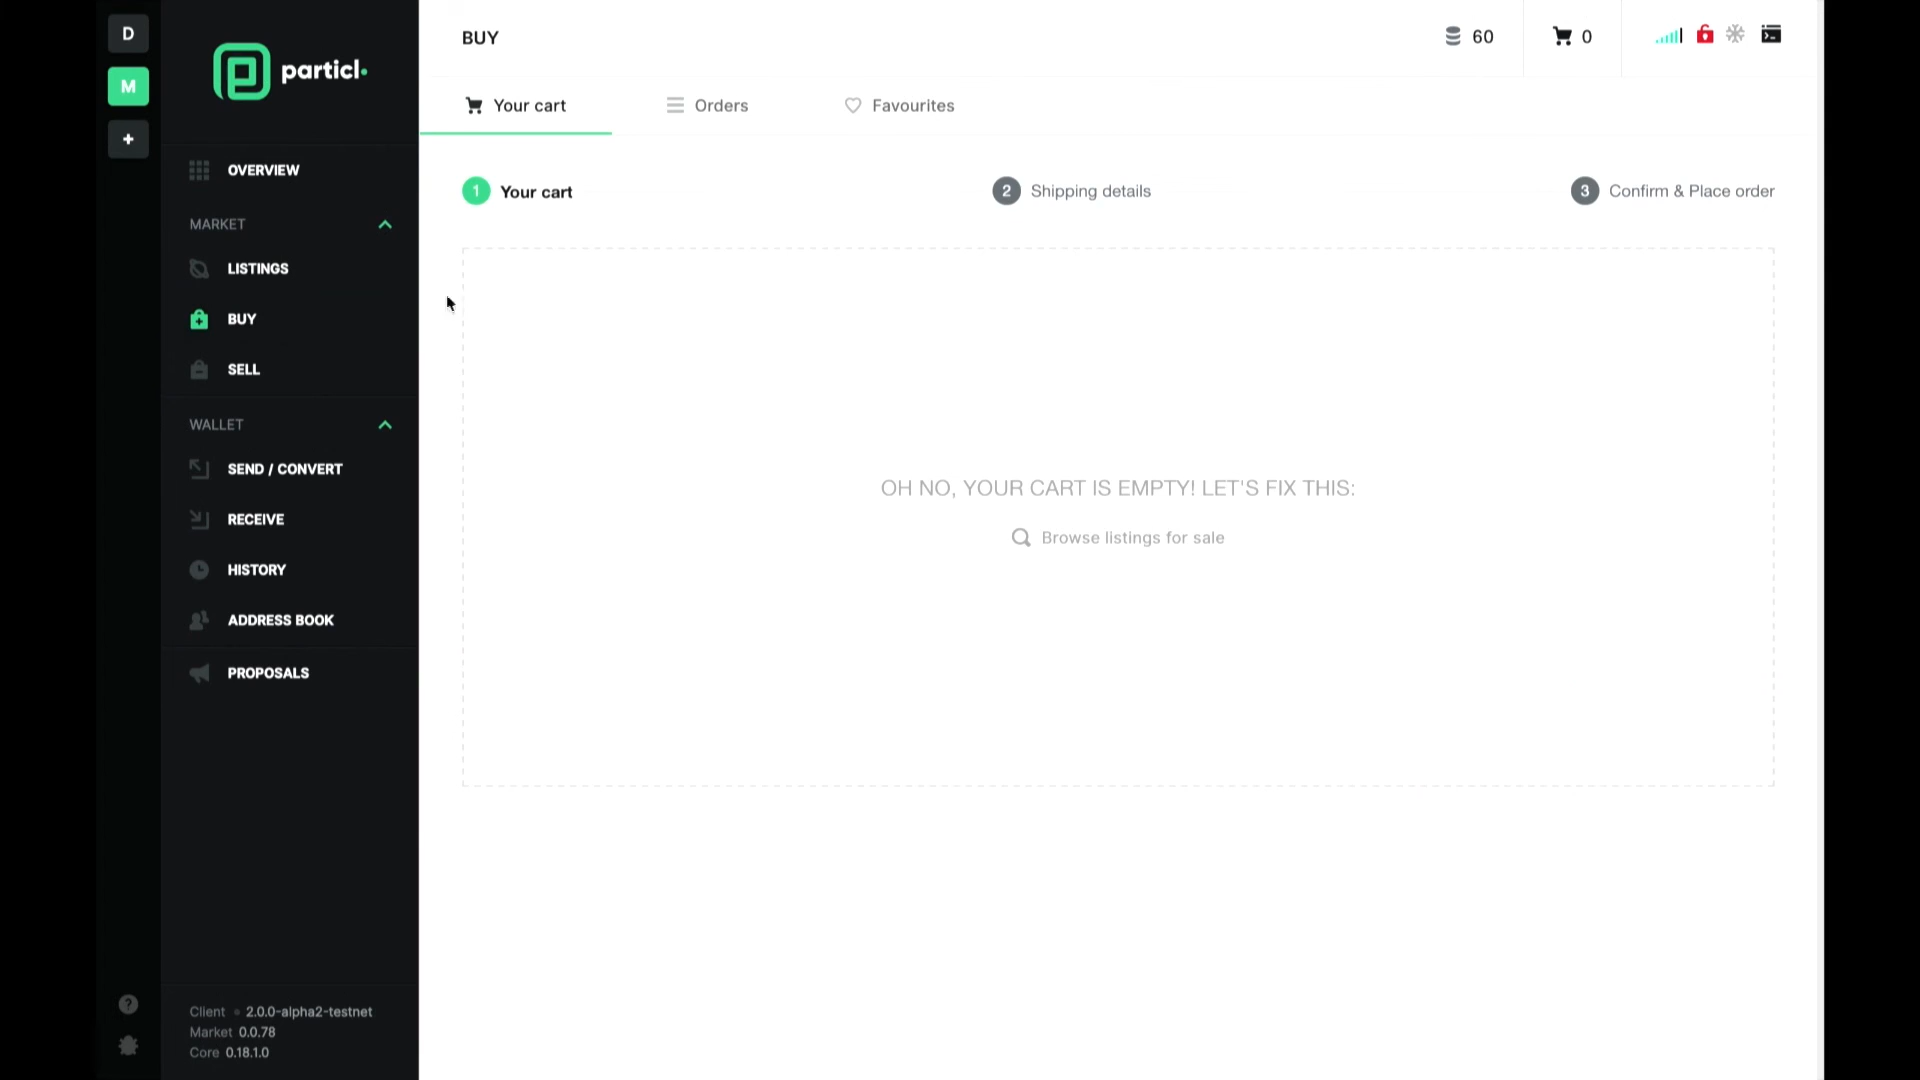 D
M
+
particl
OVERVIEW
MARKET
LISTINGS
BUY
SELL
WALLET
SEND / CONVERT
RECEIVE
HISTORY
ADDRESS BOOK
PROPOSALS
?
Client 2.0.0-alpha2-testnet
Market 0.0.78
Core 0.18.1.0
BUY
60
0
Your cart
Orders
Favourites
1 Your cart
2 Shipping details
3 Confirm & Place order
OH NO, YOUR CART IS EMPTY! LET'S FIX THIS:
Browse listings for sale